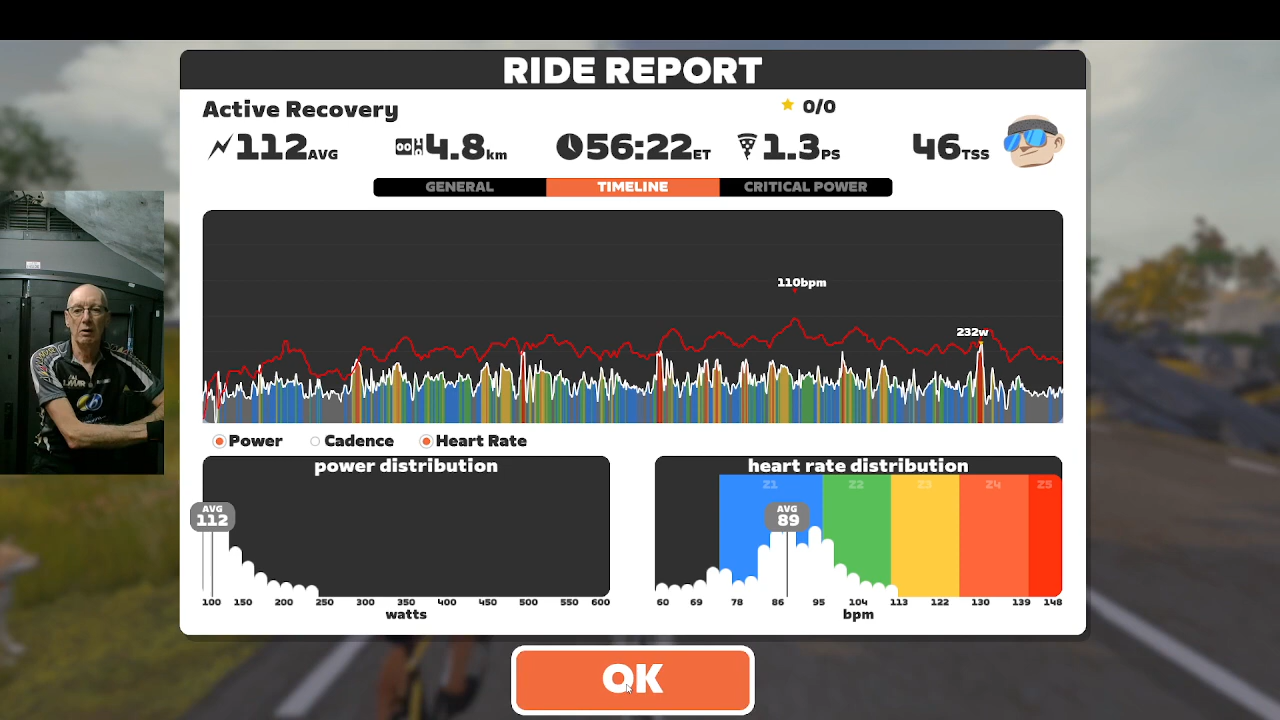 RIDE REPORT
Active Recovery
0/0
112AVG
4.8km
56:22ET
1.3PS
46TSS
GENERAL TIMELINE CRITICAL POWER
110bpm
232w
Power Cadence Heart Rate
power distribution
AVG
112
100 150 200 250 300 350 400 450 500 550 600
watts
heart rate distribution
Z1 Z2 Z3 Z4 Z5
AVG
89
60 69 78 86 95 104 113 122 130 139 148
bpm
OK